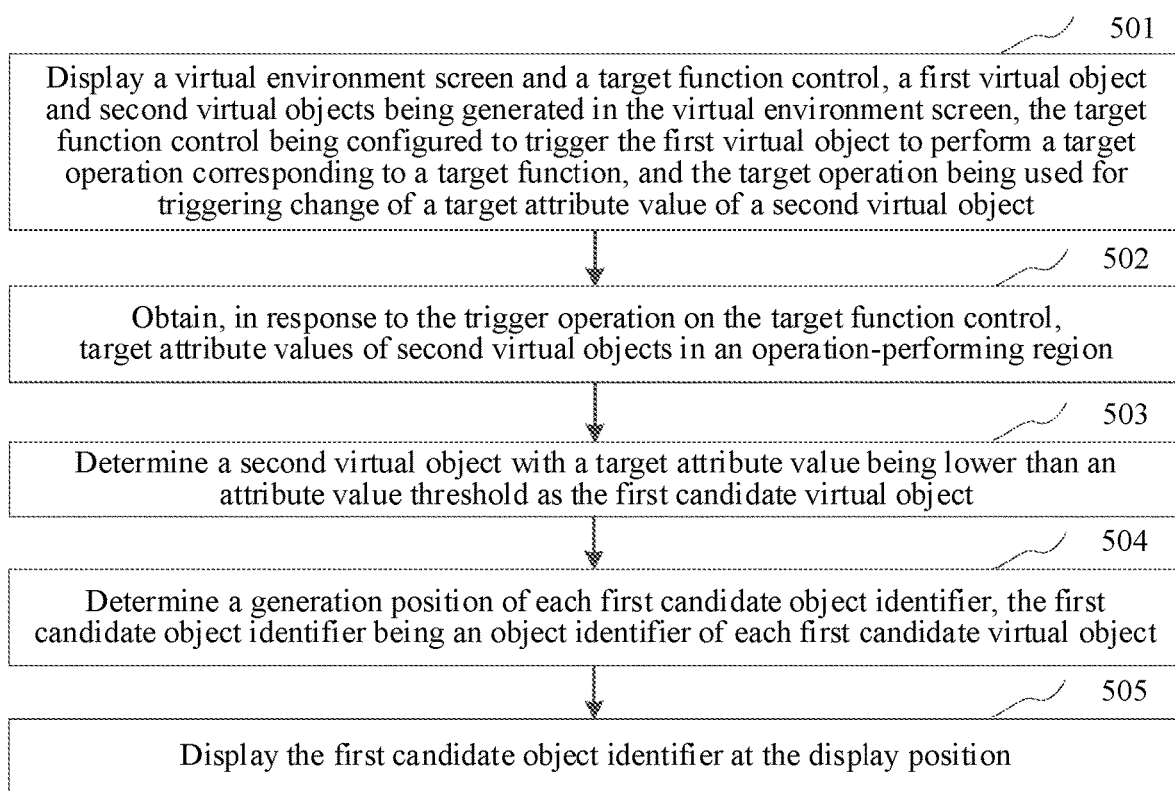 501
Display a virtual environment screen and a target function control, a first virtual object
and second virtual objects being generated in the virtual environment screen, the target
function control being configured to trigger the first virtual object to perform a target
operation corresponding to a target function, and the target operation being used for
triggering change of a target attribute value of a second virtual object
502
Obtain, in response to the trigger operation on the target function control,
target attribute values of second virtual objects in an operation-performing region
503
Determine a second virtual object with a target attribute value being lower than an
attribute value threshold as the first candidate virtual object
504
Determine a generation position of each first candidate object identifier, the first
candidate object identifier being an object identifier of each first candidate virtual object
505
Display the first candidate object identifier at the display position